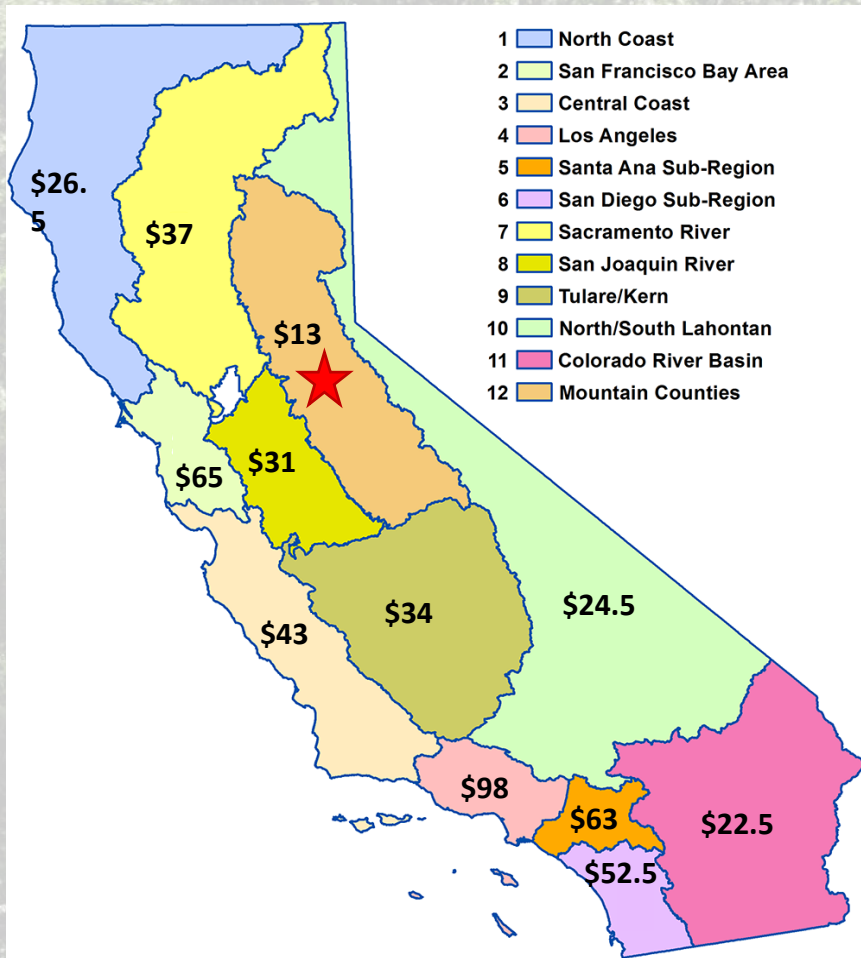 1 North Coast
2 San Francisco Bay Area
3 Central Coast
4 Los Angeles
5 Santa Ana Sub-Region
6 San Diego Sub-Region
7 Sacramento River
8 San Joaquin River
9 Tulare/Kern
10 North/South Lahontan
11 Colorado River Basin
12 Mountain Counties
$26.
5
$37
$13
$65
$31
$43
$34
$24.5
$98
$63
$22.5
$52.5